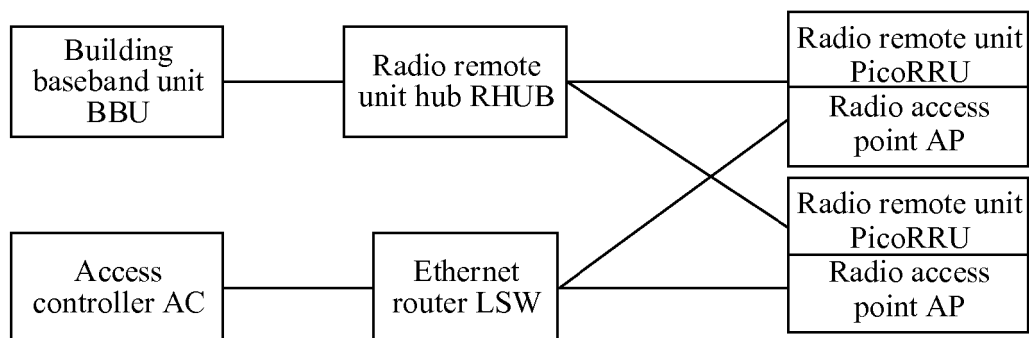 Building
baseband unit
BBU
Radio remote
unit hub RHUB
Radio remote unit
PicoRRU
Radio access
point AP
Radio remote unit
PicoRRU
Radio access
point AP
Access
controller AC
Ethernet
router LSW